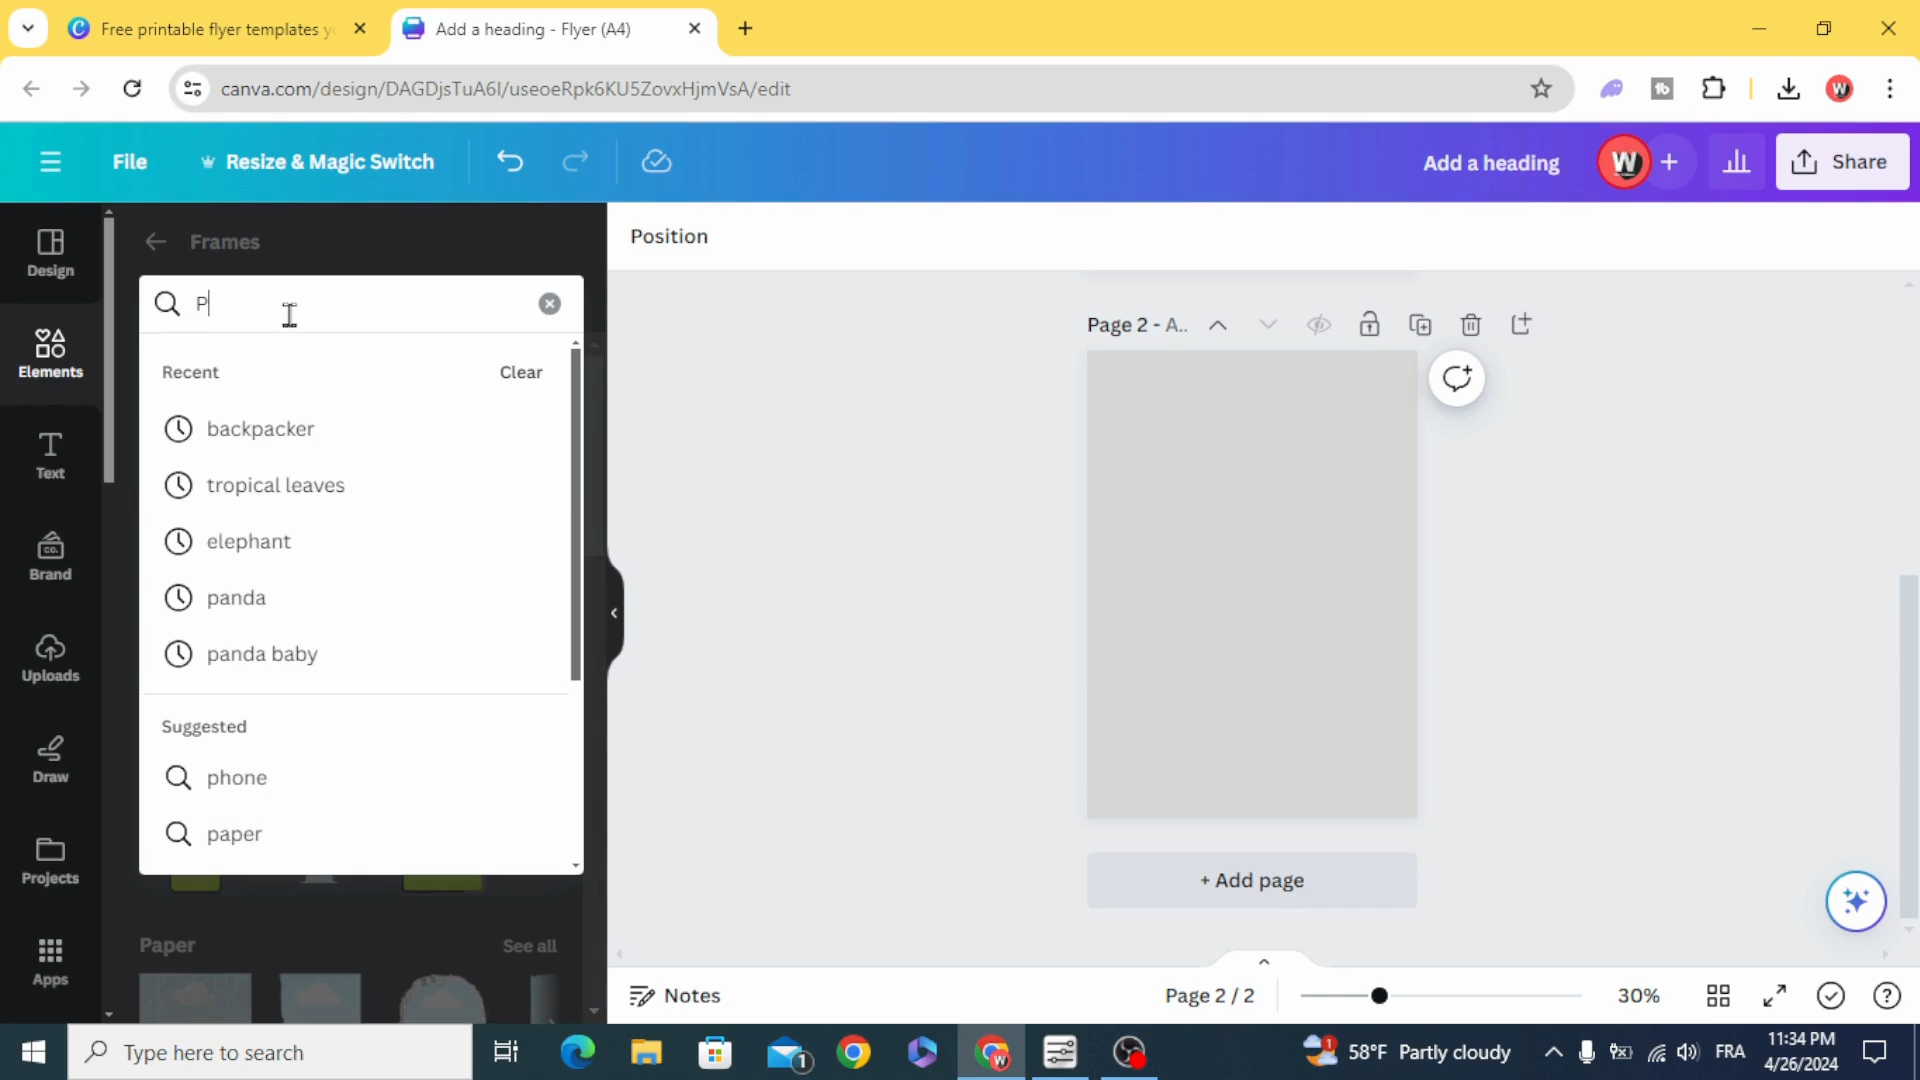 Free printable flyer templates y
Add a heading - Flyer (A4)
canva.com/design/DAGDjsTuA6I/useoeRpk6KU5ZovxHjmVsA/edit
W
File
Resize & Magic Switch
Add a heading
W
Share
Design
Elements
Text
CO.
Brand
Uploads
Draw
Projects
Apps
Frames
P
Recent
Clear
backpacker
tropical leaves
elephant
panda
panda baby
Suggested
phone
paper
Paper
See all
Position
Page 2 - A..
+ Add page
Notes
Page 2 / 2
30%
Type here to search
1
W
1
58°F Partly cloudy
FRA
11:34 PM
4/26/2024